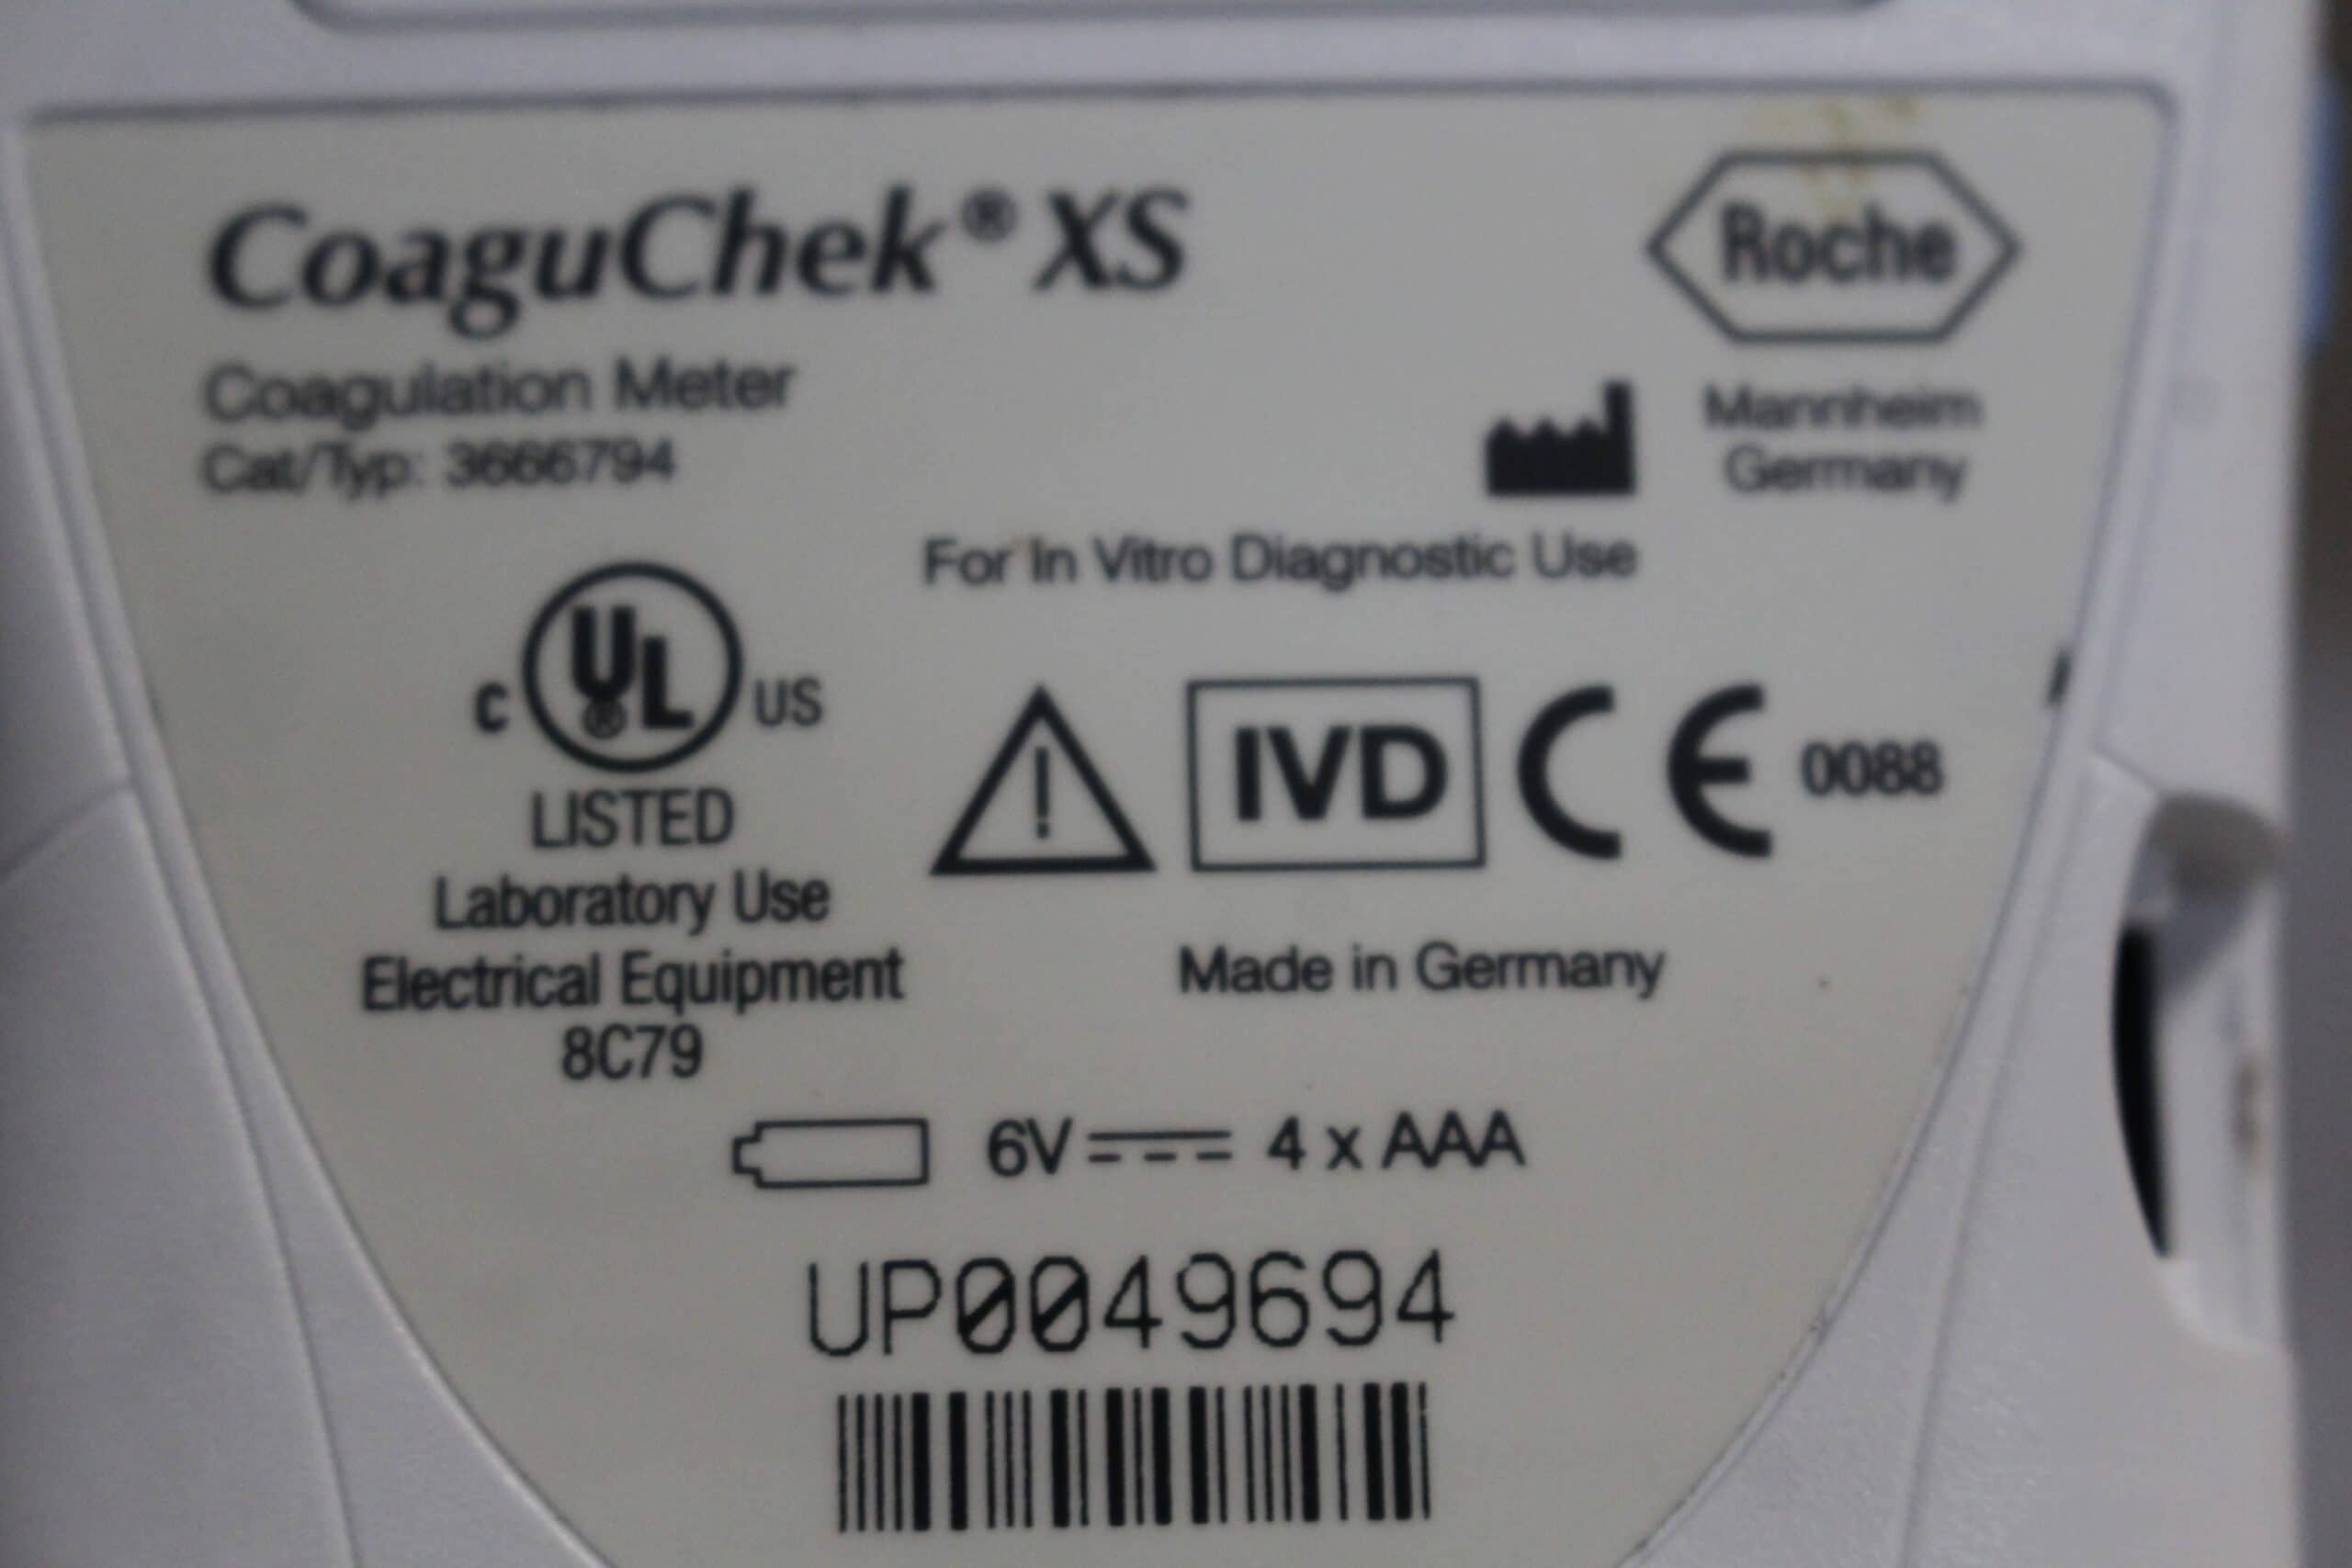 CoaguChek® XS
Roche
Coagulation Meter
Cat/Typ: 3666794
Mannheim
Germany
For In Vitro Diagnostic Use
C UL® US
LISTED
Laboratory Use
Electrical Equipment
8C79
! IVD CE 0088
Made in Germany
6V 4 x AAA
UP0049694